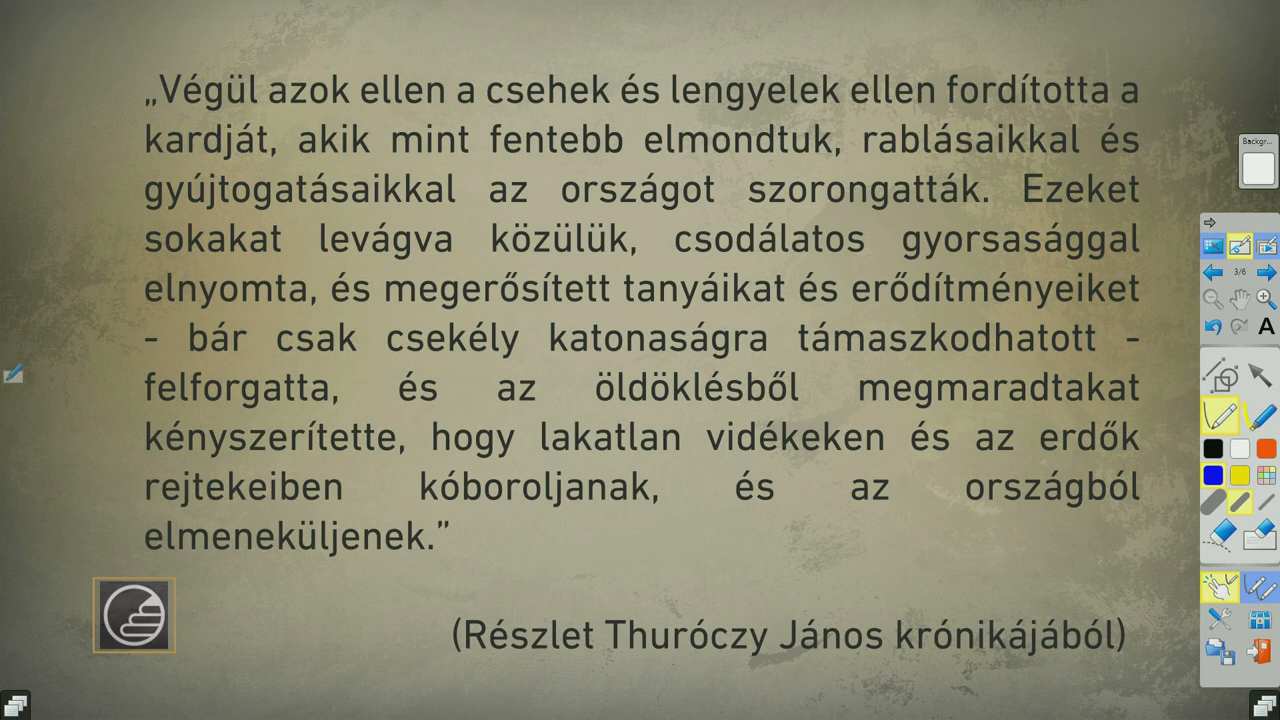 „Végül azok ellen a csehek és lengyelek ellen fordította a
kardját, akik mint fentebb elmondtuk, rablásaikkal és
gyújtogatásaikkal az országot szorongatták. Ezeket
sokakat levágva közülük, csodálatos gyorsasággal
elnyomta, és megerősített tanyáikat és erődítményeiket
- bár csak csekély katonaságra támaszkodhatott -
felforgatta, és az öldöklésből megmaradtakat
kényszerítette, hogy lakatlan vidékeken és az erdők
rejtekeiben kóboroljanak, és az országból
elmeneküljenek.”
(Részlet Thuróczy János krónikájából)
Backgr...
3/6
A